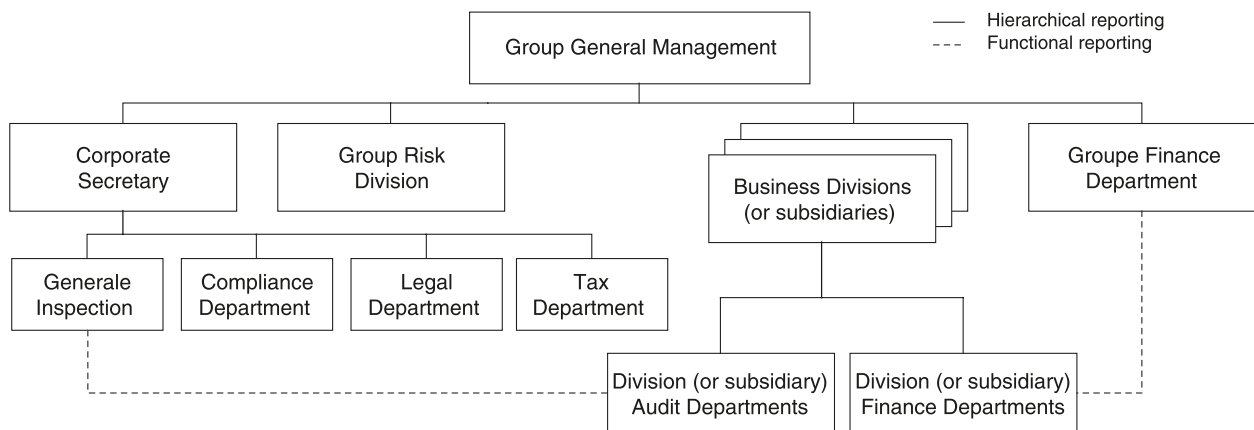 Group General Management
Hierarchical reporting
Functional reporting
Corporate
Secretary
Group Risk
Division
Business Divisions
(or subsidiaries)
Groupe Finance
Department
Generale
Inspection
Compliance
Department
Legal
Department
Tax
Department
Division (or subsidiary)
Audit Departments
Division (or subsidiary)
Finance Departments